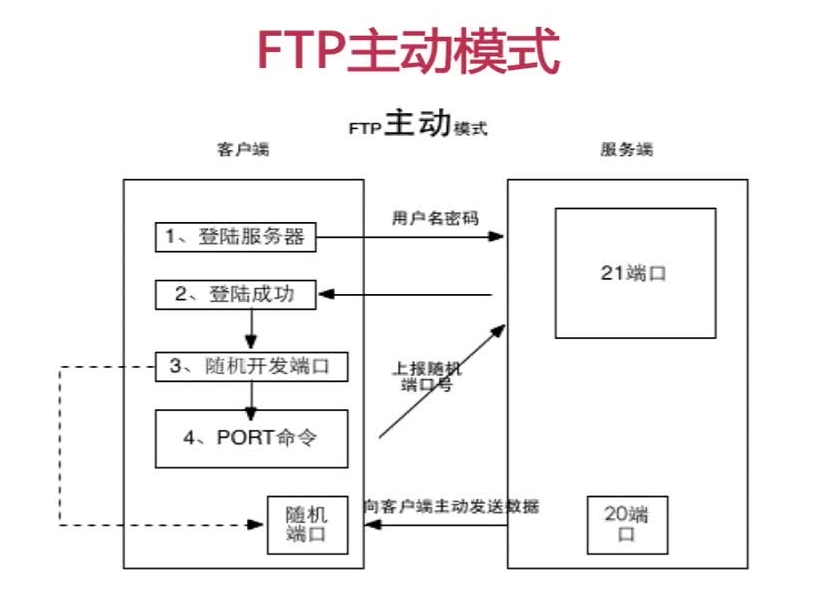 FTP主动模式
FTP主动模式
客户端
服务端
用户名密码
1、登陆服务器
21端口
2、登陆成功
3、随机开发端口
上报随机
端口号
4、PORT命令
向客户端主动发送数据
随机
端口
20端
口